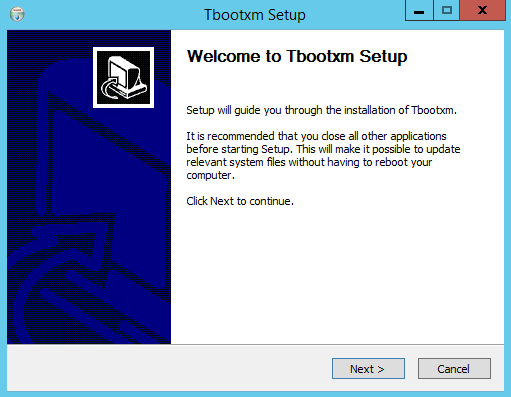 Tbootxm Setup
Welcome to Tbootxm Setup
Setup will guide you through the installation of Tbootxm.
It is recommended that you close all other applications
before starting Setup. This will make it possible to update
relevant system files without having to reboot your
computer.
Click Next to continue.
Next >
Cancel